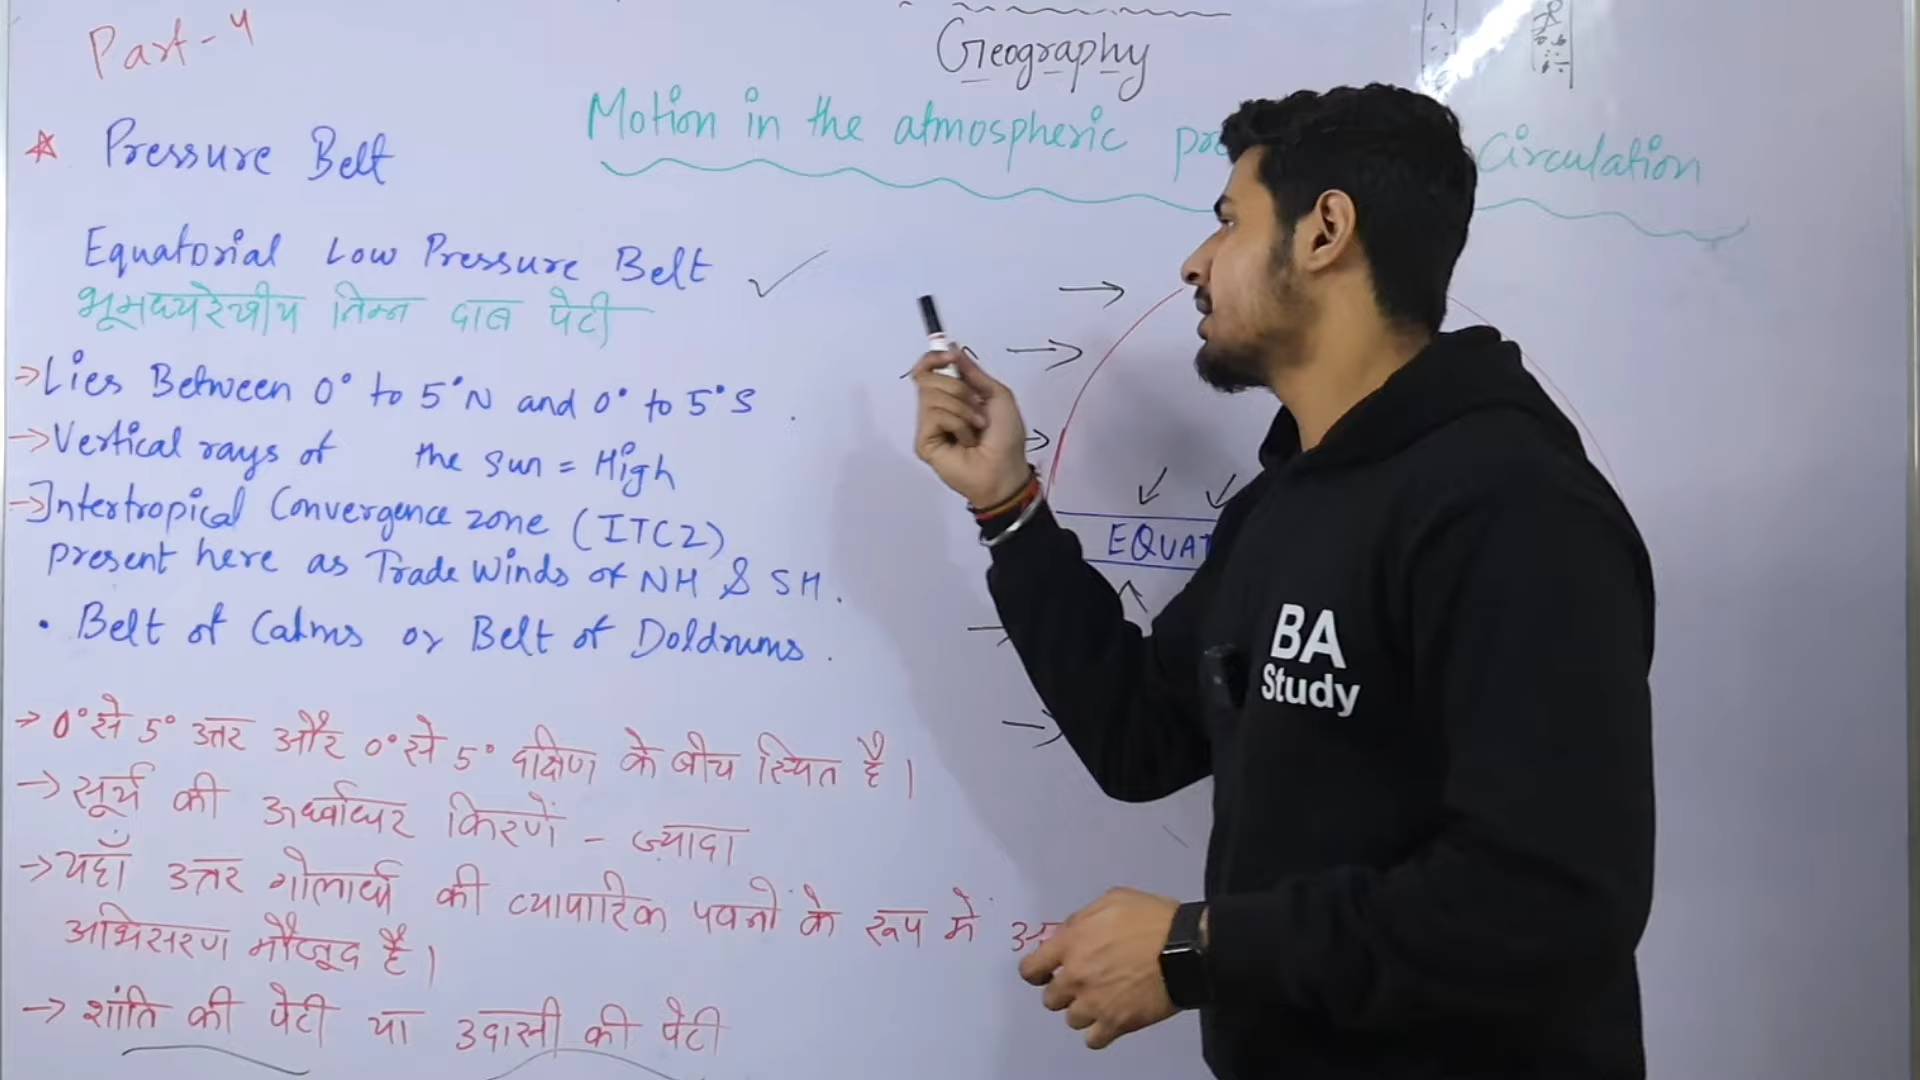 Part-4
Geography
Motion in the atmospheric Circulation
Pressure Belt
Equatorial Low Pressure Belt
भूमध्यरेखीय निम्न दाब पेटी
→ Lies Between 0° to 5°N and 0° to 5°S.
→ Vertical rays of the sun = High
→ Intertropical Convergence zone (ITCZ)
present here as Trade Winds of NH & SH.
• Belt of Calms or Belt of Doldrums.
EQUAT
→ 0° से 5° उत्तर और 0° से 5° दक्षिण के बीच स्थित है।
→ सूर्य की ऊर्ध्वाधर किरणें - ज़्यादा
→ यहाँ उत्तर गोलार्ध की व्यापारिक पवनों के रूप में
अभिसरण मौजूद है।
→ शांति की पेटी या उदासी की पेटी
BA
Study